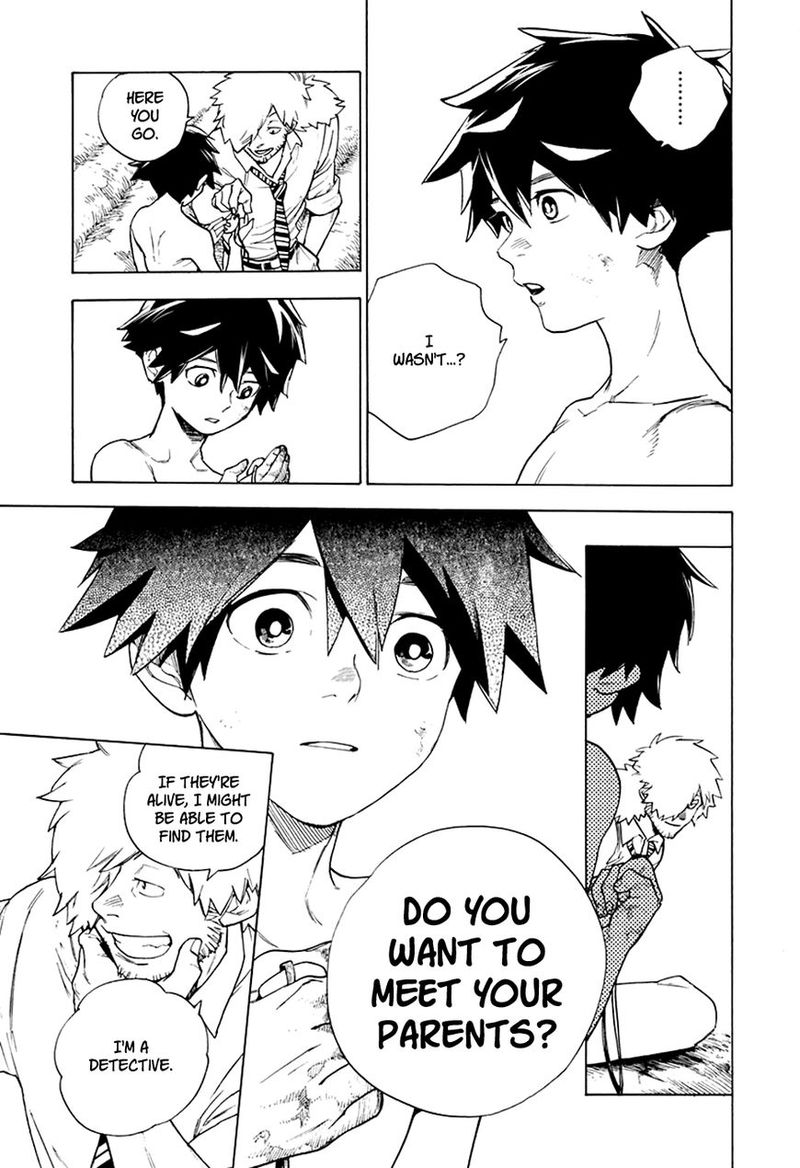 .........
I
WASN'T...?
HERE
YOU
GO.
DO YOU
WANT TO
MEET YOUR
PARENTS?
IF THEY'RE
ALIVE, I MIGHT
BE ABLE TO
FIND THEM.
I'M A
DETECTIVE.